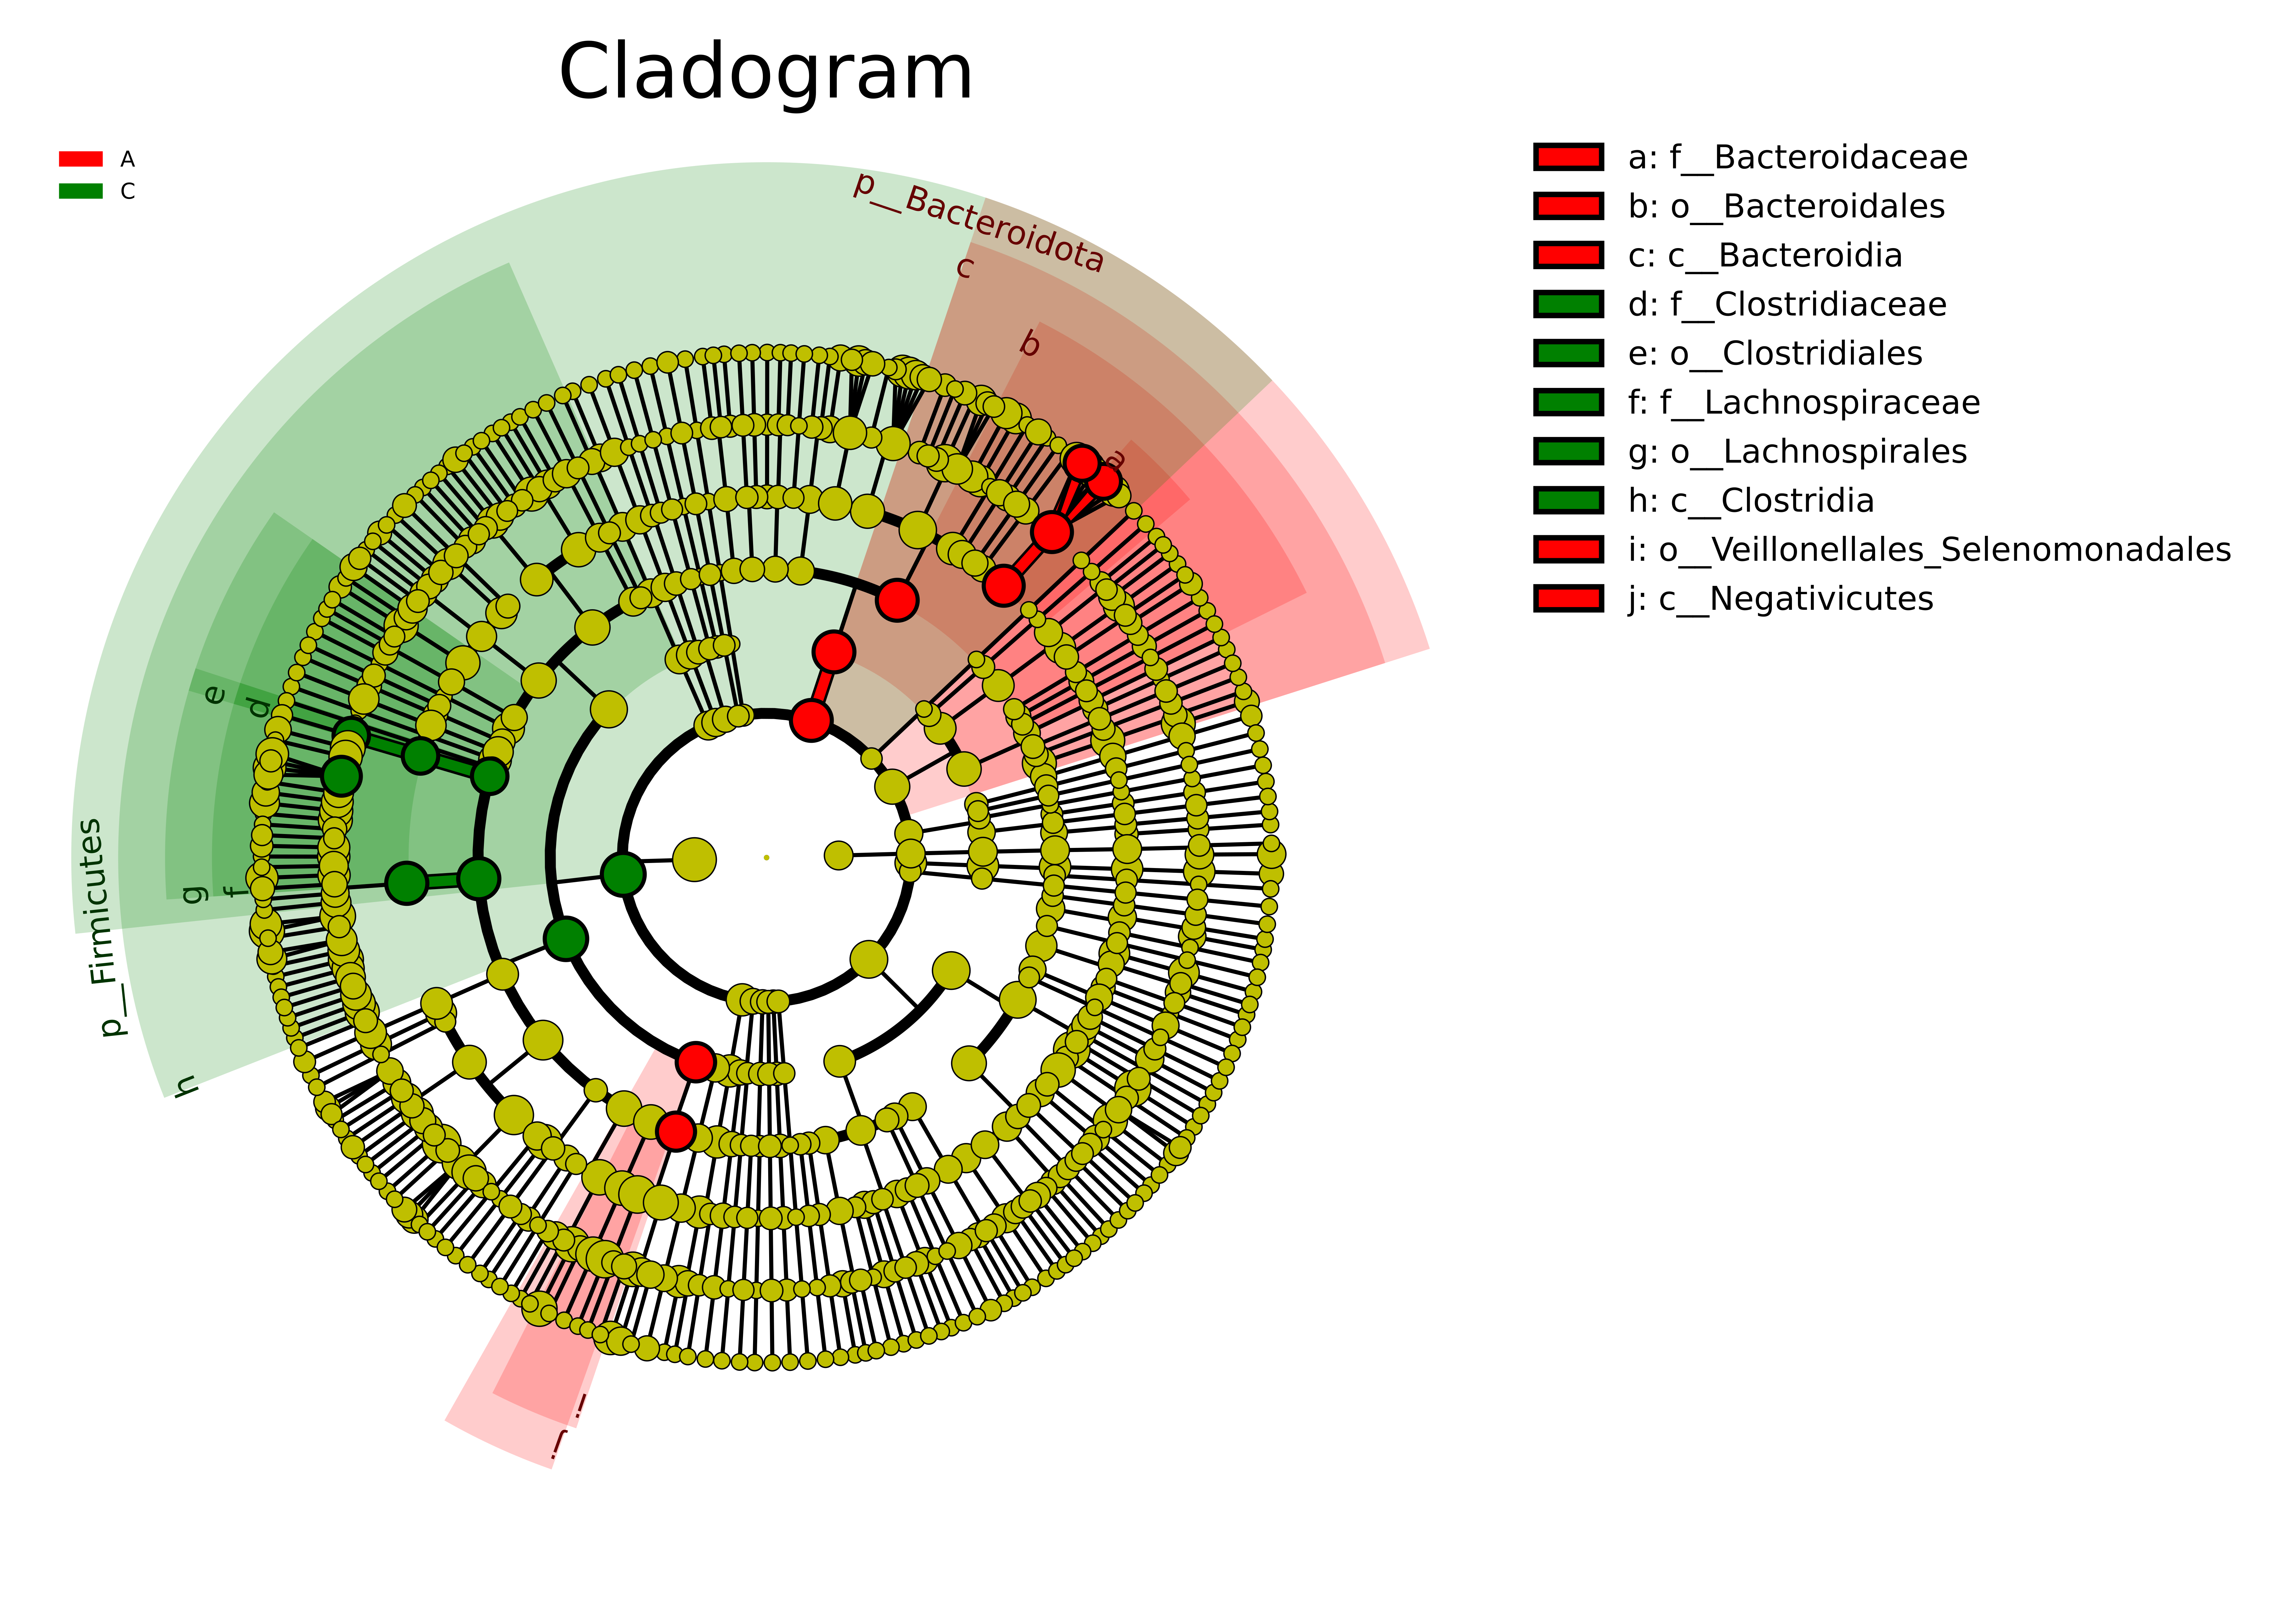 Cladogram
A
C
p__Bacteroidota
c
b
a
e
d
g
f
p__Firmicutes
h
i
j
a: f__Bacteroidaceae
b: o__Bacteroidales
c: c__Bacteroidia
d: f__Clostridiaceae
e: o__Clostridiales
f: f__Lachnospiraceae
g: o__Lachnospirales
h: c__Clostridia
i: o__Veillonellales_Selenomonadales
j: c__Negativicutes